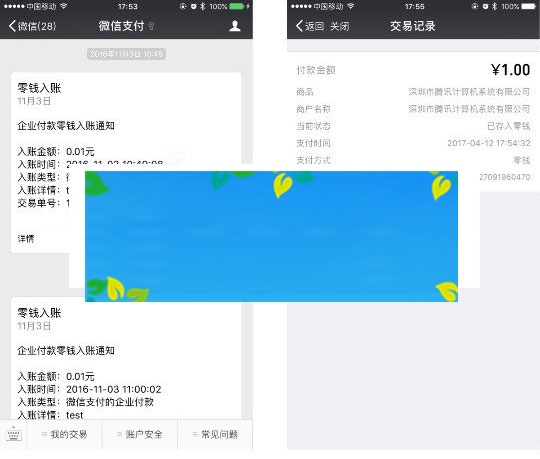 中国移动 17:53 100%
微信(28) 微信支付
2016年11月3日 10:49
零钱入账
11月3日
企业付款零钱入账通知
入账金额：0.01元
入账时间：2016-11-03 10:49:08
入账类型：
入账详情：t
交易单号：1
详情
零钱入账
11月3日
企业付款零钱入账通知
入账金额：0.01元
入账时间：2016-11-03 11:00:02
入账类型：微信支付的企业付款
入账详情：test
我的交易 账户安全 常见问题
中国移动 17:55 100%
返回 关闭 交易记录
付款金额 ¥1.00
商品 深圳市腾讯计算机系统有限公司
商户名称 深圳市腾讯计算机系统有限公司
当前状态 已存入零钱
支付时间 2017-04-12 17:54:32
支付方式 零钱
27091960470